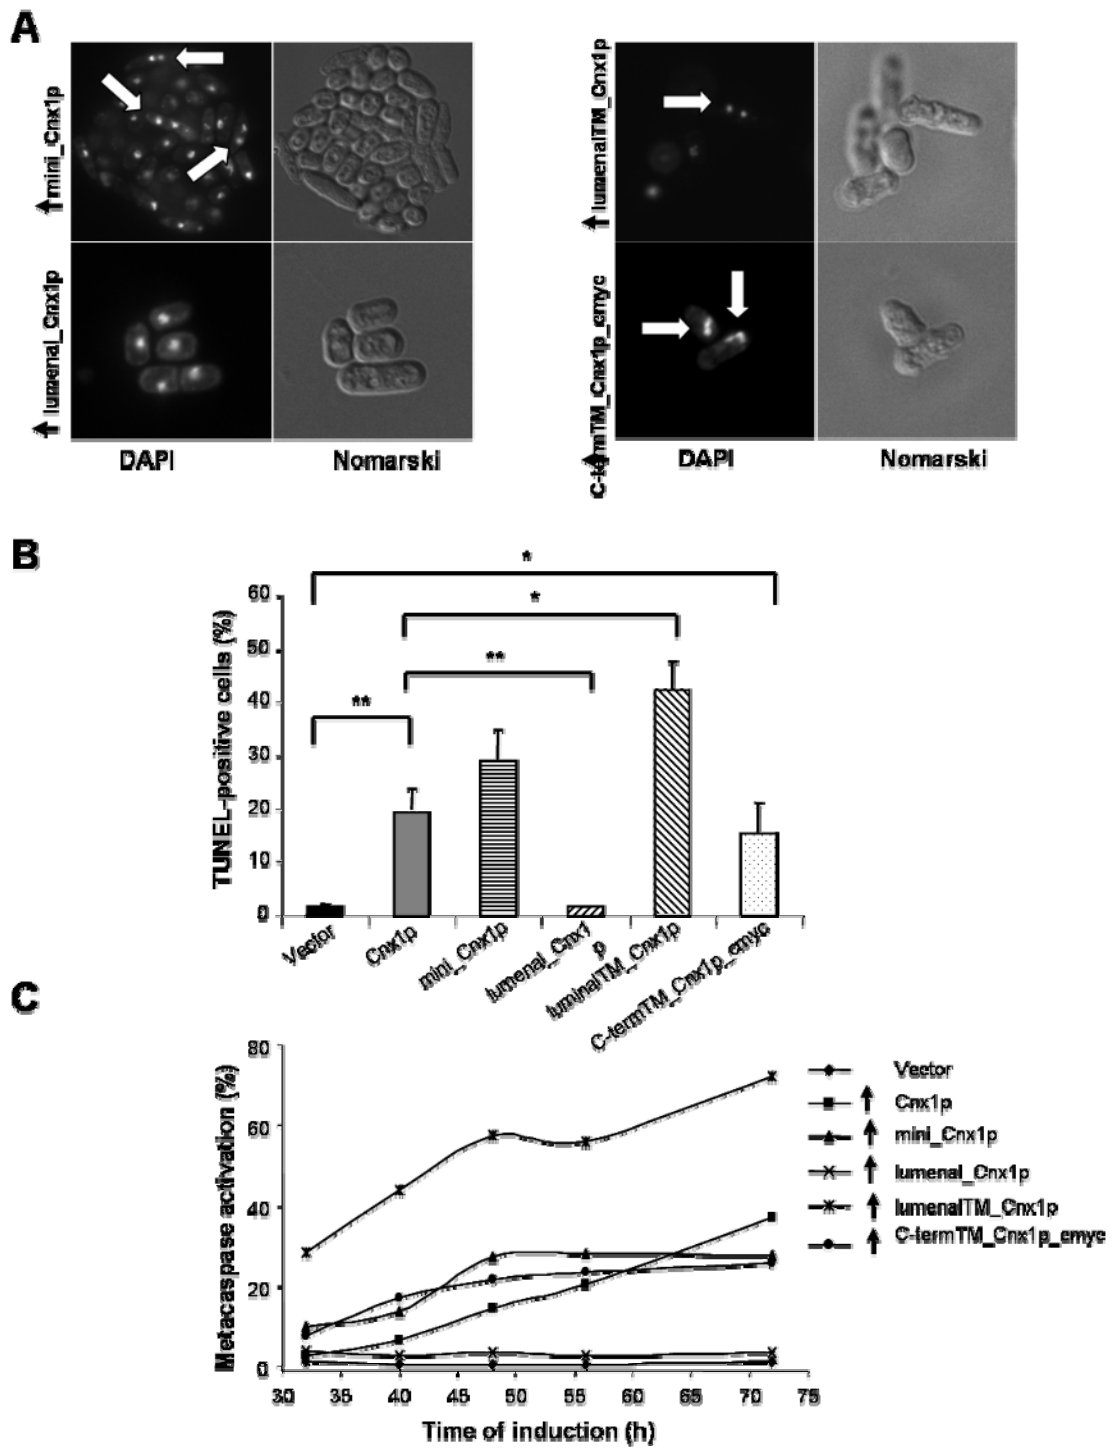 A
mini_Cnx1p
lumenal_Cnx1p
DAPI
Nomarski
lumenalTM_Cnx1p
C-termTM_Cnx1p_cmyc
DAPI
Nomarski
B
TUNEL-positive cells (%)
60
50
40
30
20
10
0
*
*
**
**
Vector
Cnx1p
mini_Cnx1p
lumenal_Cnx1
p
luminalTM_Cnx1p
C-termTM_Cnx1p_cmyc
C
Metacaspase activation (%)
80
60
40
20
0
30 35 40 45 50 55 60 65 70 75
Time of induction (h)
Vector
Cnx1p
mini_Cnx1p
lumenal_Cnx1p
lumenalTM_Cnx1p
C-termTM_Cnx1p_cmyc